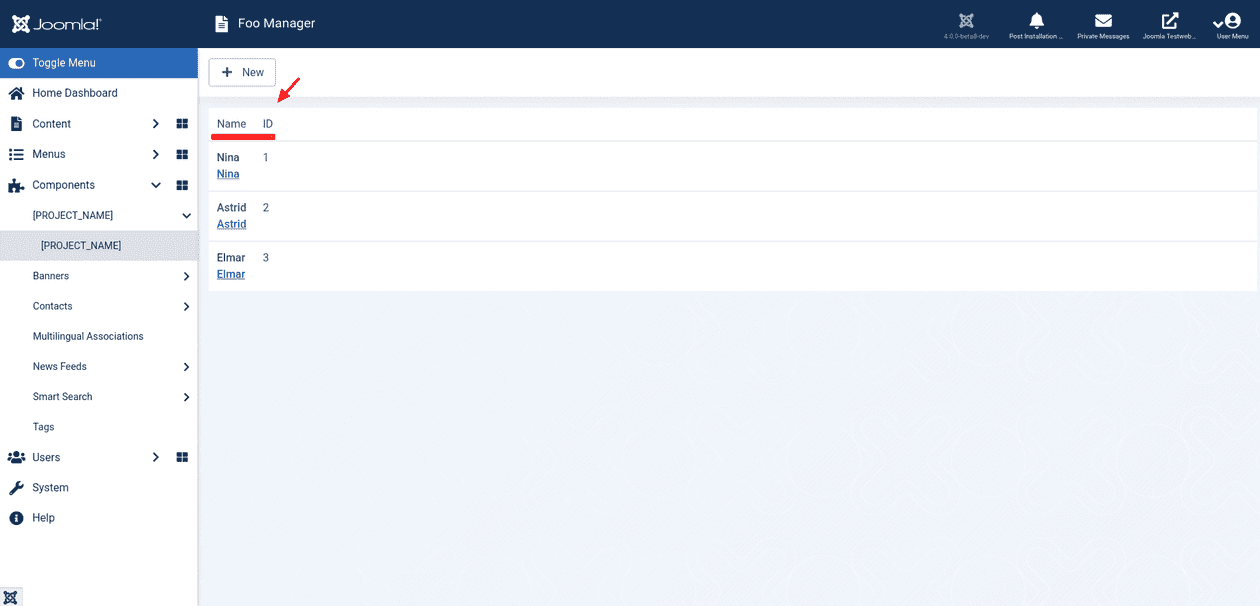 Joomla!
Foo Manager
4.0.0-beta8-dev
Post Installation ...
Private Messages
Joomla Testweb...
User Menu
Toggle Menu
Home Dashboard
Content
Menus
Components
[PROJECT_NAME]
[PROJECT_NAME]
Banners
Contacts
Multilingual Associations
News Feeds
Smart Search
Tags
Users
System
Help
New
Name ID
Nina 1
Nina
Astrid 2
Astrid
Elmar 3
Elmar